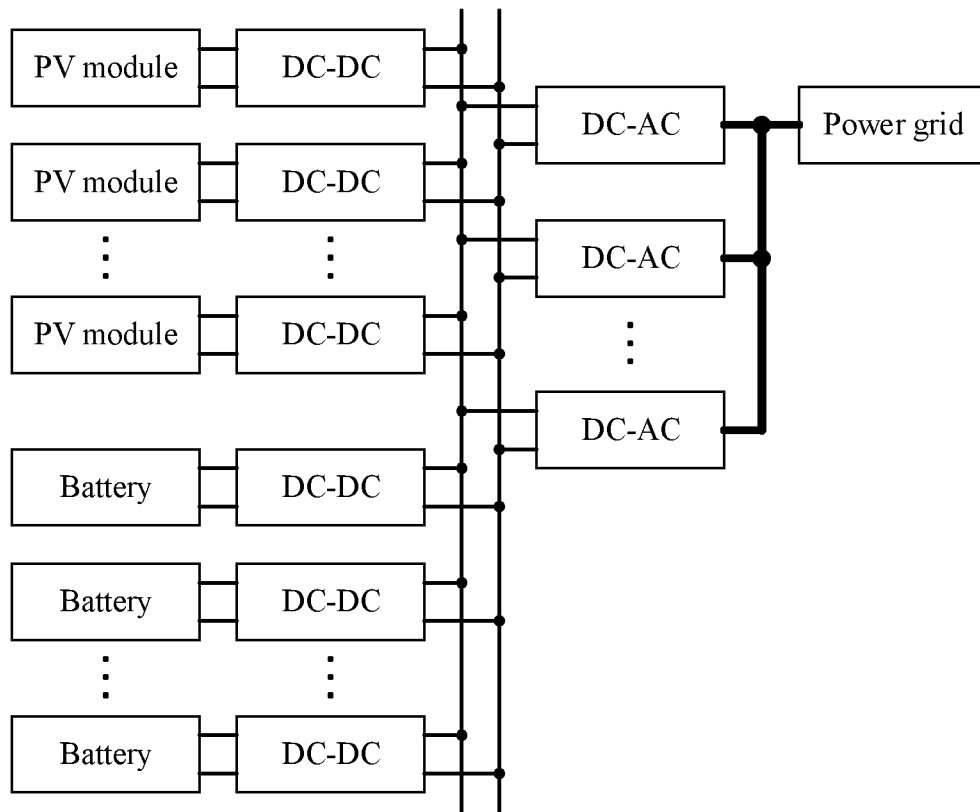 PV module
DC-DC
DC-AC
Power grid
PV module
DC-DC
DC-AC
PV module
DC-DC
DC-AC
Battery
DC-DC
Battery
DC-DC
Battery
DC-DC